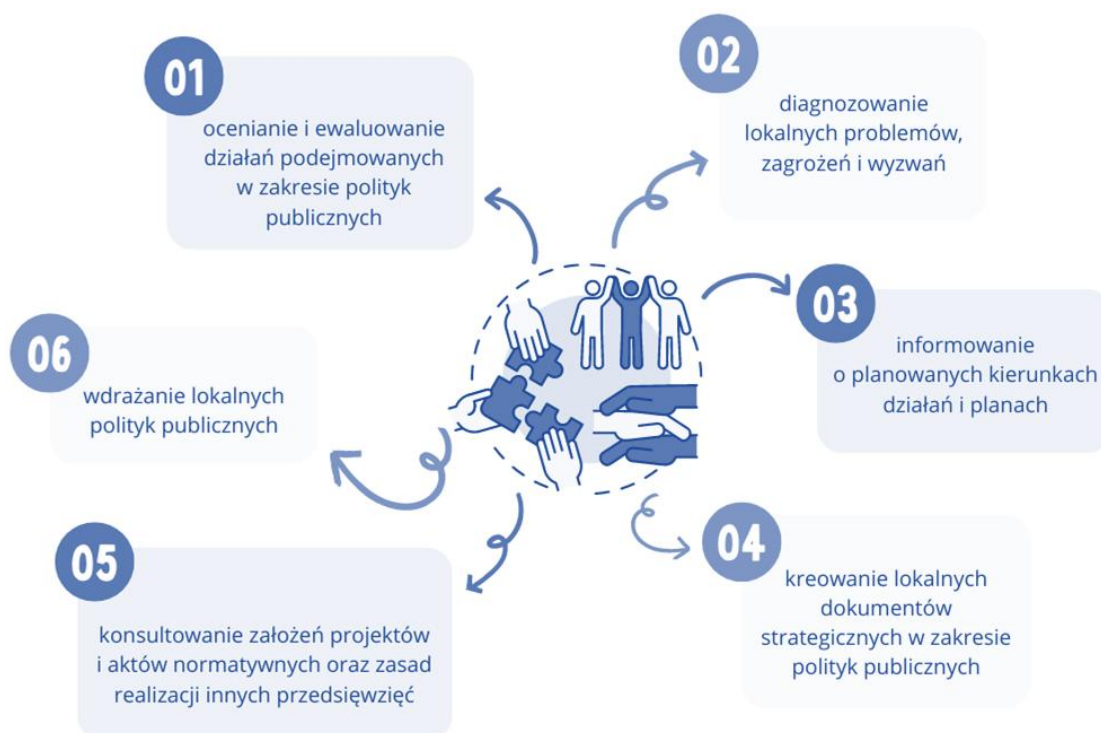 01
ocenianie i ewaluowanie
działań podejmowanych
w zakresie polityk
publicznych
02
diagnozowanie
lokalnych problemów,
zagrożeń i wyzwań
03
informowanie
o planowanych kierunkach
działań i planach
04
kreowanie lokalnych
dokumentów
strategicznych w zakresie
polityk publicznych
05
konsultowanie założeń projektów
i aktów normatywnych oraz zasad
realizacji innych przedsięwzięć
06
wdrażanie lokalnych
polityk publicznych